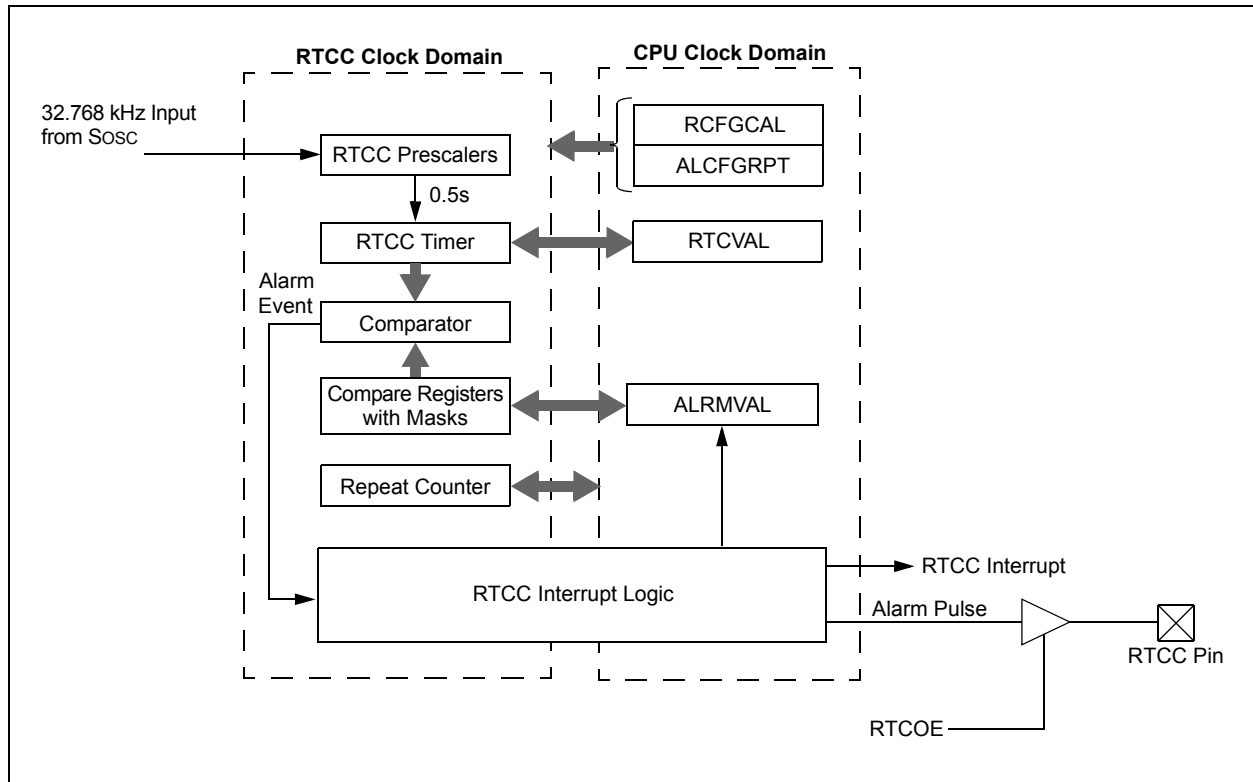 RTCC Clock Domain
CPU Clock Domain
32.768 kHz Input
from SOSC
RCFGCAL
ALCFGRPT
RTCC Prescalers
0.5s
RTCC Timer
RTCVAL
Alarm
Event
Comparator
Compare Registers
with Masks
ALRMVAL
Repeat Counter
RTCC Interrupt Logic
RTCC Interrupt
Alarm Pulse
RTCC Pin
RTCOE